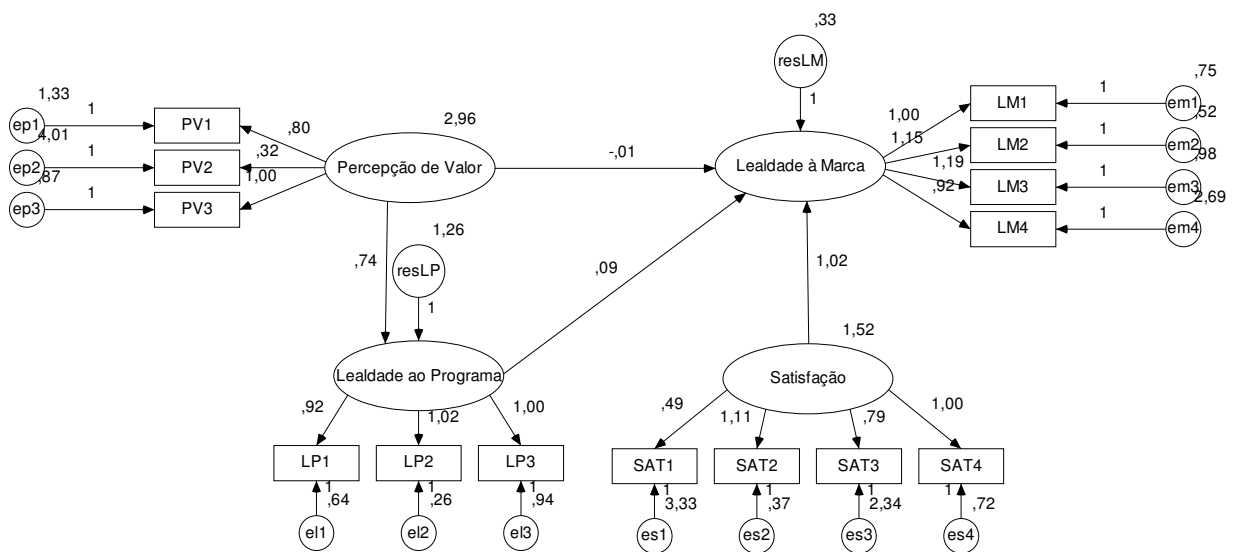 ,33
resLM
1
,75
1,33
1
ep1
PV1
,80
2,96
1,00
LM1
1
em1
,52
4,01
1
ep2
PV2
,32
Percepção de Valor
-,01
Lealdade à Marca
1,15
LM2
1
em2
,98
,87
1
ep3
PV3
1,00
1,19
LM3
1
em3
2,69
,92
LM4
1
em4
1,26
,74
resLP
1
,09
1,02
1,52
Lealdade ao Programa
Satisfação
,92
1,02
1,00
,49
1,11
,79
1,00
LP1
LP2
LP3
SAT1
SAT2
SAT3
SAT4
1
,64
1
,26
1
,94
1
3,33
1
,37
1
2,34
1
,72
el1
el2
el3
es1
es2
es3
es4